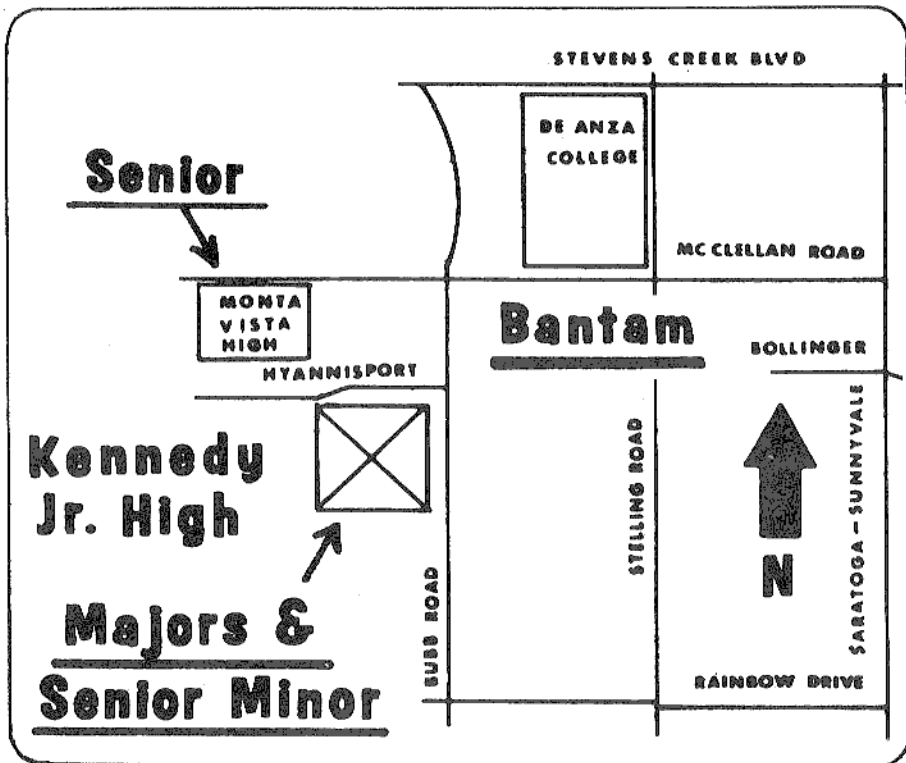 STEVENS CREEK BLVD
DE ANZA
COLLEGE
Senior
MC CLELLAN ROAD
MONTA
VISTA
HIGH
Bantam
BOLLINGER
HYANNISPORT
Kennedy
Jr. High
STELLING ROAD
SARATOGA - SUNNYVALE
N
BUBB ROAD
Majors &
Senior Minor
RAINBOW DRIVE